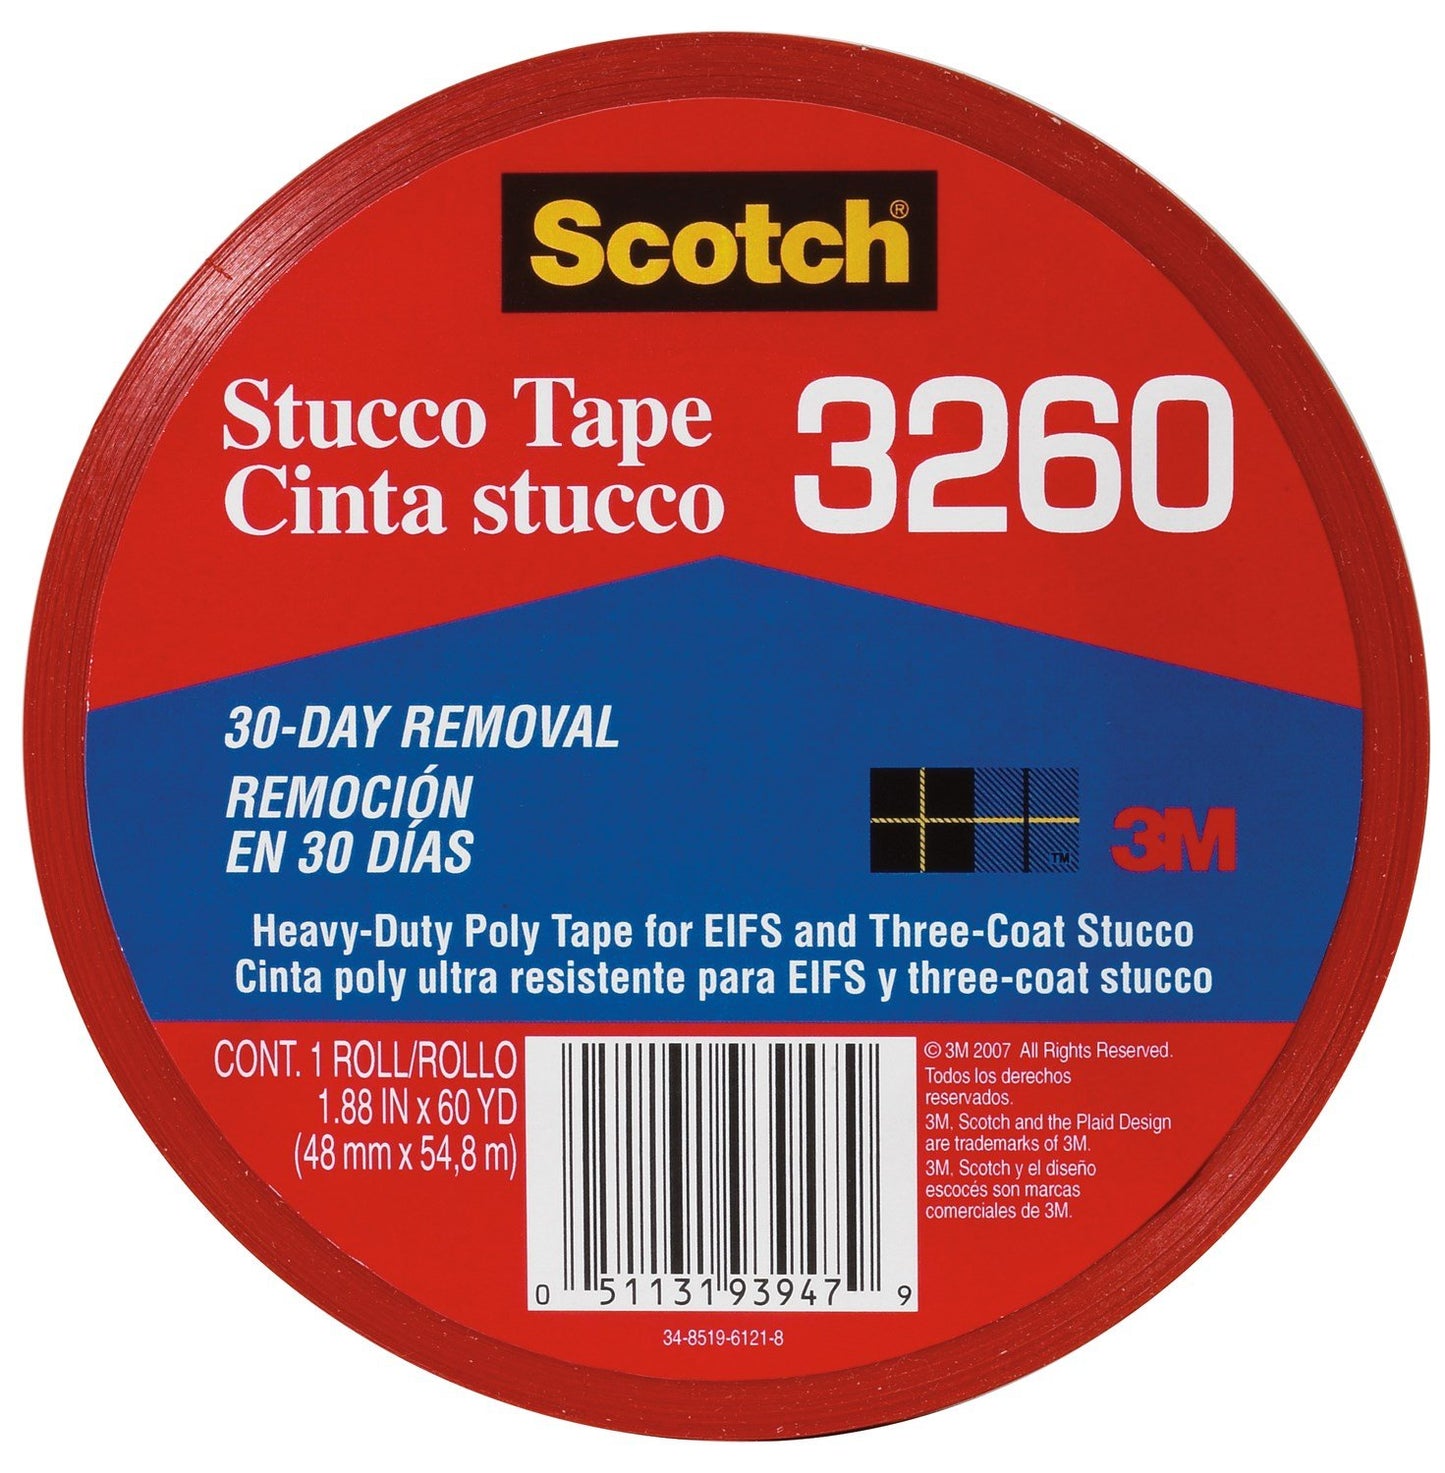 Scotch®
Stucco Tape
Cinta stucco
3260
30-DAY REMOVAL
REMOCIÓN
EN 30 DÍAS
TM
3M
Heavy-Duty Poly Tape for EIFS and Three-Coat Stucco
Cinta poly ultra resistente para EIFS y three-coat stucco
CONT. 1 ROLL/ROLLO
1.88 IN x 60 YD
(48 mm x 54,8 m)
0 51131 93947 9
© 3M 2007 All Rights Reserved.
Todos los derechos
reservados.
3M, Scotch and the Plaid Design
are trademarks of 3M.
3M, Scotch y el diseño
escocés son marcas
comerciales de 3M.
34-8519-6121-8